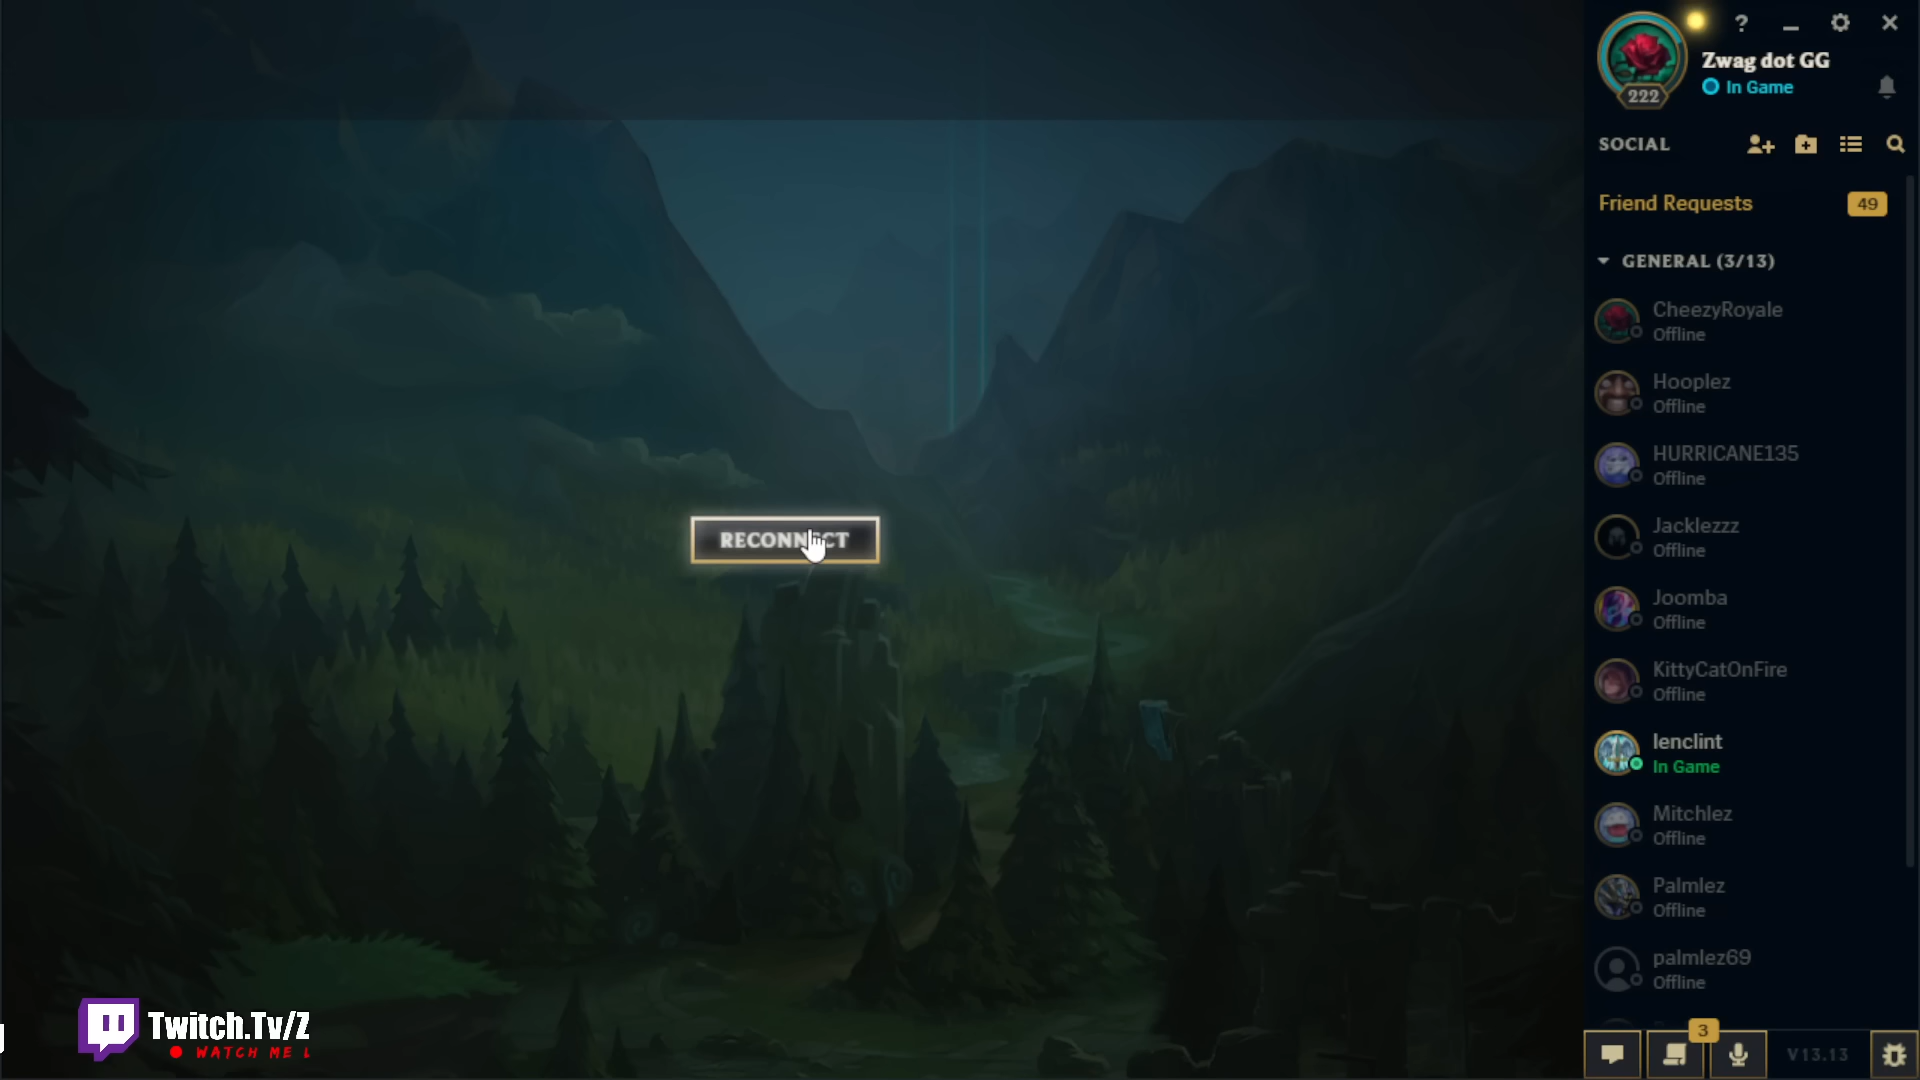 Zwag dot GG
In Game
222
SOCIAL
Friend Requests
49
GENERAL (3/13)
CheezyRoyale
Offline
Hooplez
Offline
HURRICANE135
Offline
Jacklezzz
Offline
Joomba
Offline
KittyCatOnFire
Offline
lenclint
In Game
Mitchlez
Offline
Palmlez
Offline
palmlez69
Offline
3
V13.13
RECONNECT
Twitch.Tv/Z
WATCH ME L